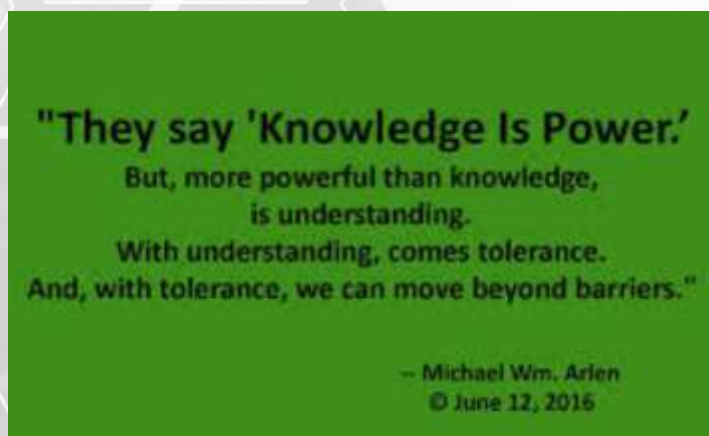 "They say 'Knowledge Is Power.’
But, more powerful than knowledge,
is understanding.
With understanding, comes tolerance.
And, with tolerance, we can move beyond barriers."
-- Michael Wm. Arlen
© June 12, 2016